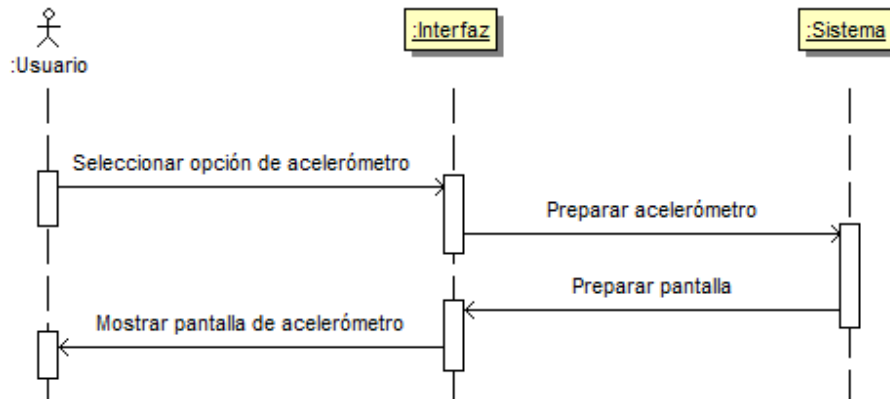 :Interfaz
:Sistema
:Usuario
Seleccionar opción de acelerómetro
Preparar acelerómetro
Preparar pantalla
Mostrar pantalla de acelerómetro